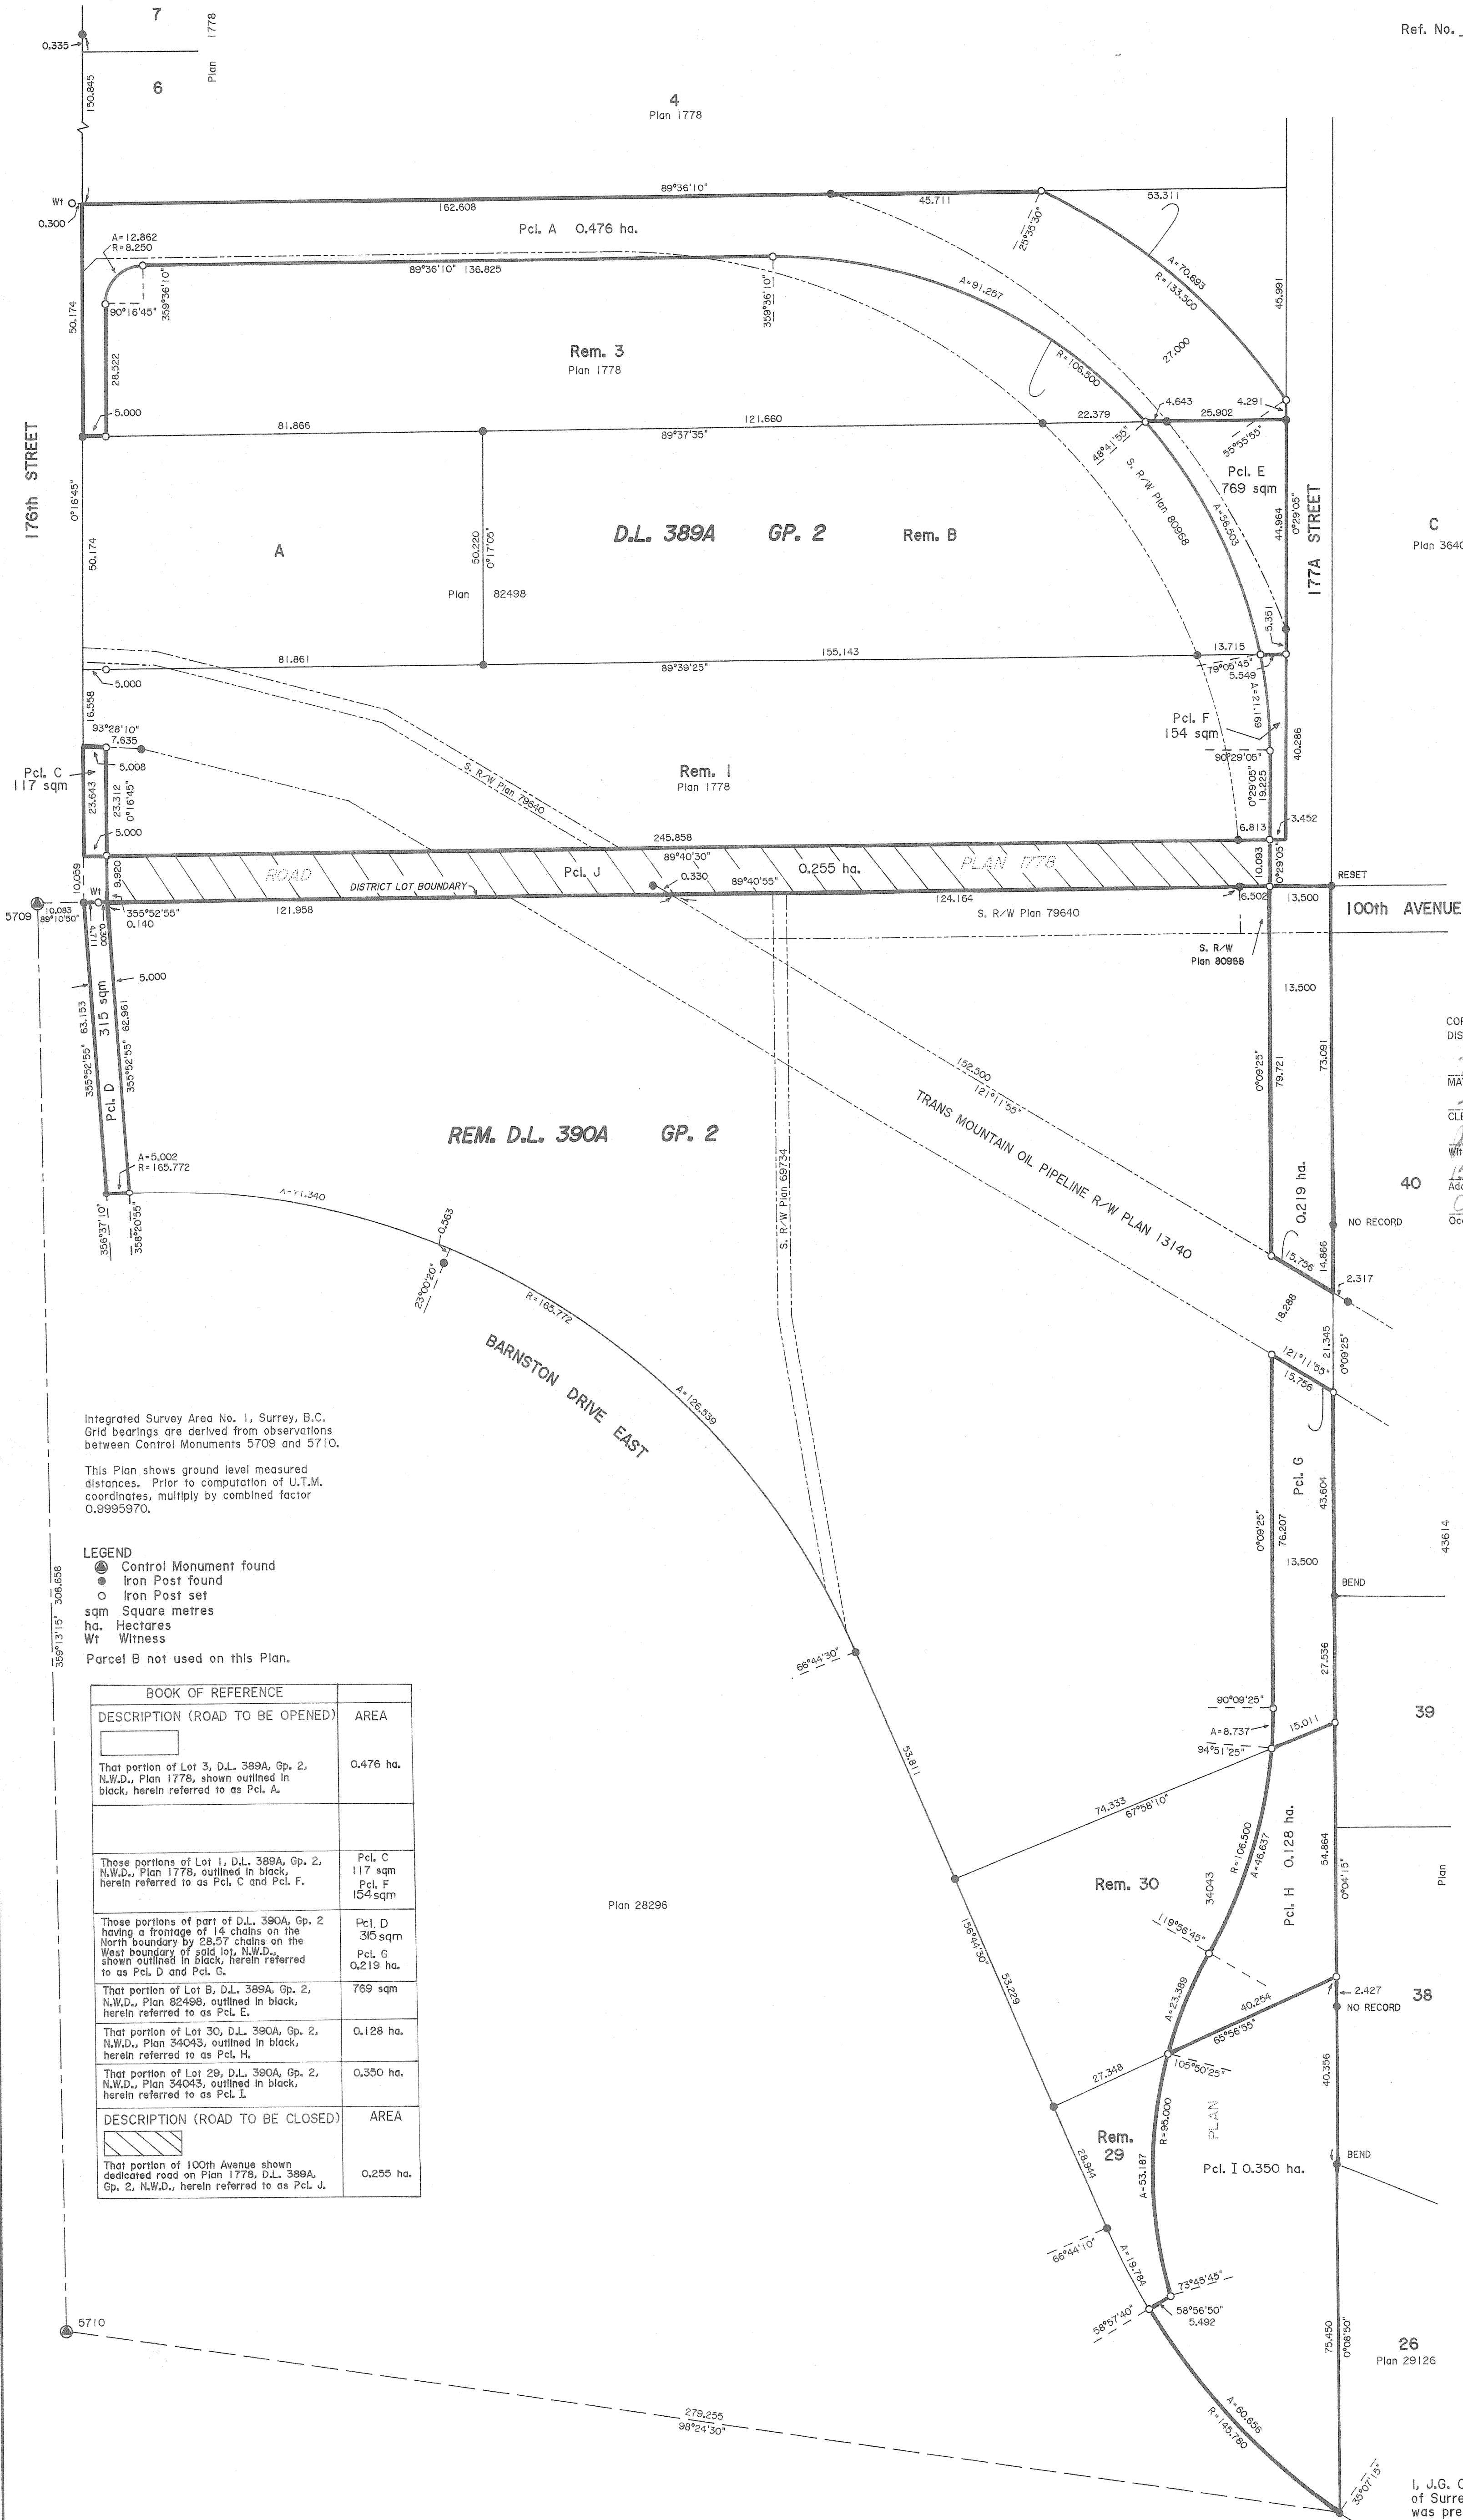 7
Plan 1778
0.335
6
150.845
Ref. No.
4
Plan 1778
Wt
0.300
89°36'10"
162.608
45.711
53.311
25°35'30"
Pcl. A 0.476 ha.
A=12.862
R=8.250
89°36'10" 136.825
359°36'10"
359°36'10"
90°16'45"
50.174
28.522
5.000
A=91.257
R=106.500
A=70.693
R=133.500
27.000
45.991
Rem. 3
Plan 1778
4.643
4.291
25.902
22.379
55°55'55"
48°41'55"
81.866
121.660
89°37'35"
176th STREET
0°16'45"
50.174
A
50.220
0°17'05"
Plan 82498
D.L. 389A GP. 2
Rem. B
S. R/W Plan 80968
A=56.503
Pcl. E
769 sqm
44.964
0°29'05"
177A STREET
C
Plan 3640
5.351
81.861
155.143
89°39'25"
13.715
79°05'45"
5.549
5.000
16.558
93°28'10"
7.635
5.008
Pcl. C
117 sqm
23.643
23.312
0°16'45"
5.000
S. R/W Plan 79640
Rem. 1
Plan 1778
A=21.169
Pcl. F
154 sqm
90°29'05"
0°29'05"
19.225
40.286
3.452
6.813
245.858
89°40'30"
ROAD
Pcl. J
0.255 ha.
PLAN 1778
10.093
0°29'05"
10.059
9.920
DISTRICT LOT BOUNDARY
0.330
89°40'55"
RESET
5709
10.083
89°10'50"
Wt
4.711
0.300
355°52'55"
0.140
121.958
124.164
6.502
13.500
100th AVENUE
S. R/W Plan 79640
S. R/W
Plan 80968
5.000
63.153
355°52'55"
315 sqm
Pcl. D
62.961
355°52'55"
A=5.002
R=165.772
356°37'10"
358°20'55"
13.500
0°09'25"
79.721
73.091
152.500
121°11'55"
TRANS MOUNTAIN OIL PIPELINE R/W PLAN 13140
REM. D.L. 390A GP. 2
S. R/W Plan 69734
A=71.340
0.563
23°00'20"
R=165.772
BARNSTON DRIVE EAST
A=126.539
0.219 ha.
40
NO RECORD
15.756
14.866
2.317
18.288
21.345
0°09'25"
121°11'55"
15.756
Pcl. G
43.604
0°09'25"
76.207
13.500
43614
BEND
Integrated Survey Area No. 1, Surrey, B.C.
Grid bearings are derived from observations
between Control Monuments 5709 and 5710.
This Plan shows ground level measured
distances. Prior to computation of U.T.M.
coordinates, multiply by combined factor
0.9995970.
LEGEND
Control Monument found
Iron Post found
Iron Post set
sqm Square metres
ha. Hectares
Wt Witness
Parcel B not used on this Plan.
359°13'15" 308.658
66°44'30"
27.536
90°09'25"
A=8.737
94°51'25"
15.011
39
53.811
74.333
67°58'10"
BOOK OF REFERENCE
DESCRIPTION (ROAD TO BE OPENED) AREA
That portion of Lot 3, D.L. 389A, Gp. 2, 0.476 ha.
N.W.D., Plan 1778, shown outlined in
black, herein referred to as Pcl. A.
Those portions of Lot 1, D.L. 389A, Gp. 2, Pcl. C
N.W.D., Plan 1778, outlined in black, 117 sqm
herein referred to as Pcl. C and Pcl. F. Pcl. F
154 sqm
Those portions of part of D.L. 390A, Gp. 2 Pcl. D
having a frontage of 14 chains on the 315 sqm
North boundary by 28.57 chains on the
West boundary of said lot, N.W.D., Pcl. G
shown outlined in black, herein referred 0.219 ha.
to as Pcl. D and Pcl. G.
That portion of Lot B, D.L. 389A, Gp. 2, 769 sqm
N.W.D., Plan 82498, outlined in black,
herein referred to as Pcl. E.
That portion of Lot 30, D.L. 390A, Gp. 2, 0.128 ha.
N.W.D., Plan 34043, outlined in black,
herein referred to as Pcl. H.
That portion of Lot 29, D.L. 390A, Gp. 2, 0.350 ha.
N.W.D., Plan 34043, outlined in black,
herein referred to as Pcl. I.
DESCRIPTION (ROAD TO BE CLOSED) AREA
That portion of 100th Avenue shown
dedicated road on Plan 1778, D.L. 389A, 0.255 ha.
Gp. 2, N.W.D., herein referred to as Pcl. J.
Plan 28296
Rem. 30
34043
R=106.500
A=46.637
Pcl. H 0.128 ha.
54.864
0°04'15"
Plan
119°56'45"
156°44'30"
53.229
A=23.389
40.254
65°56'55"
2.427
NO RECORD
38
27.348
105°50'25"
40.356
Rem.
29
R=95.000
A=53.187
PLAN
BEND
Pcl. I 0.350 ha.
28.944
66°44'10"
A=19.784
73°45'45"
58°57'40"
58°56'50"
5.492
5710
279.255
98°24'30"
A=60.656
R=145.780
75.450
0°08'50"
26
Plan 29126
35°07'15"
I, J.G.
of Surre
was pre